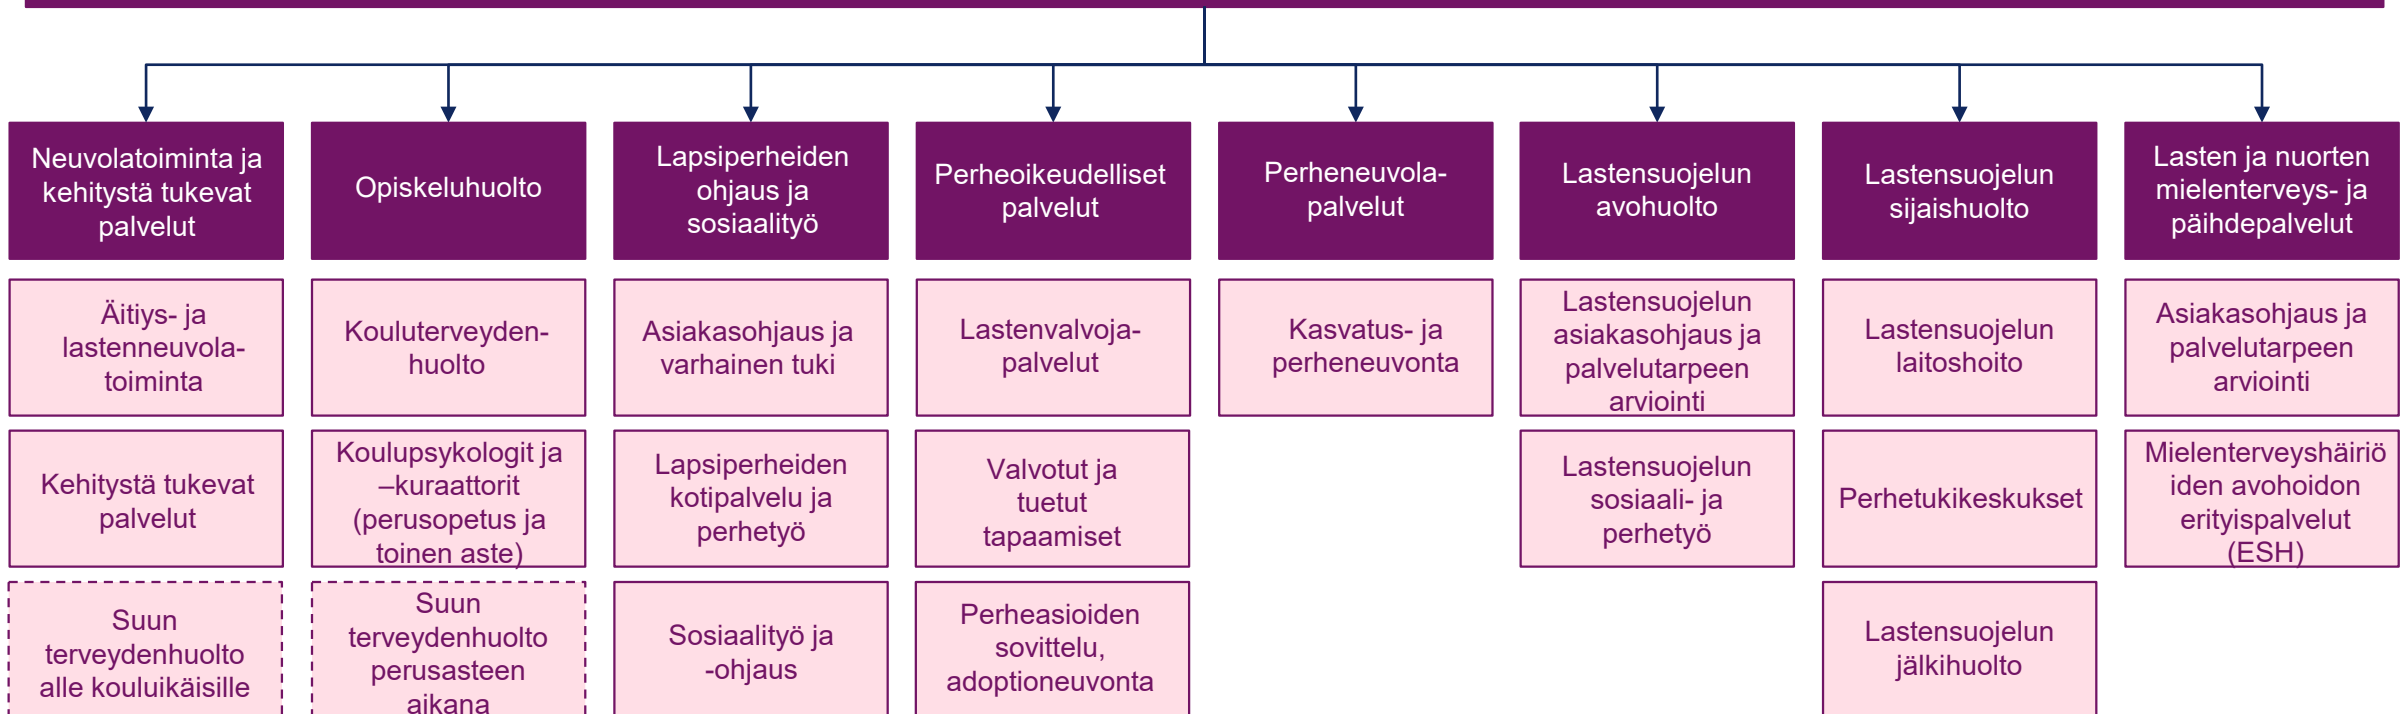 Neuvolatoiminta ja
kehitystä tukevat
palvelut
Opiskeluhuolto
Lapsiperheiden
ohjaus ja
sosiaalityö
Perheoikeudelliset
palvelut
Perheneuvola-
palvelut
Lastensuojelun
avohuolto
Lastensuojelun
sijaishuolto
Lasten ja nuorten
mielenterveys- ja
päihdepalvelut
Äitiys- ja
lastenneuvola-
toiminta
Kouluterveyden-
huolto
Asiakasohjaus ja
varhainen tuki
Lastenvalvoja-
palvelut
Kasvatus- ja
perheneuvonta
Lastensuojelun
asiakasohjaus ja
palvelutarpeen
arviointi
Lastensuojelun
laitoshoito
Asiakasohjaus ja
palvelutarpeen
arviointi
Kehitystä tukevat
palvelut
Koulupsykologit ja
–kuraattorit
(perusopetus ja
toinen aste)
Lapsiperheiden
kotipalvelu ja
perhetyö
Valvotut ja
tuetut
tapaamiset
Lastensuojelun
sosiaali- ja
perhetyö
Perhetukikeskukset
Mielenterveyshäiriö
iden avohoidon
erityispalvelut
(ESH)
Suun
terveydenhuolto
alle kouluikäisille
Suun
terveydenhuolto
perusasteen
aikana
Sosiaalityö ja
-ohjaus
Perheasioiden
sovittelu,
adoptioneuvonta
Lastensuojelun
jälkihuolto